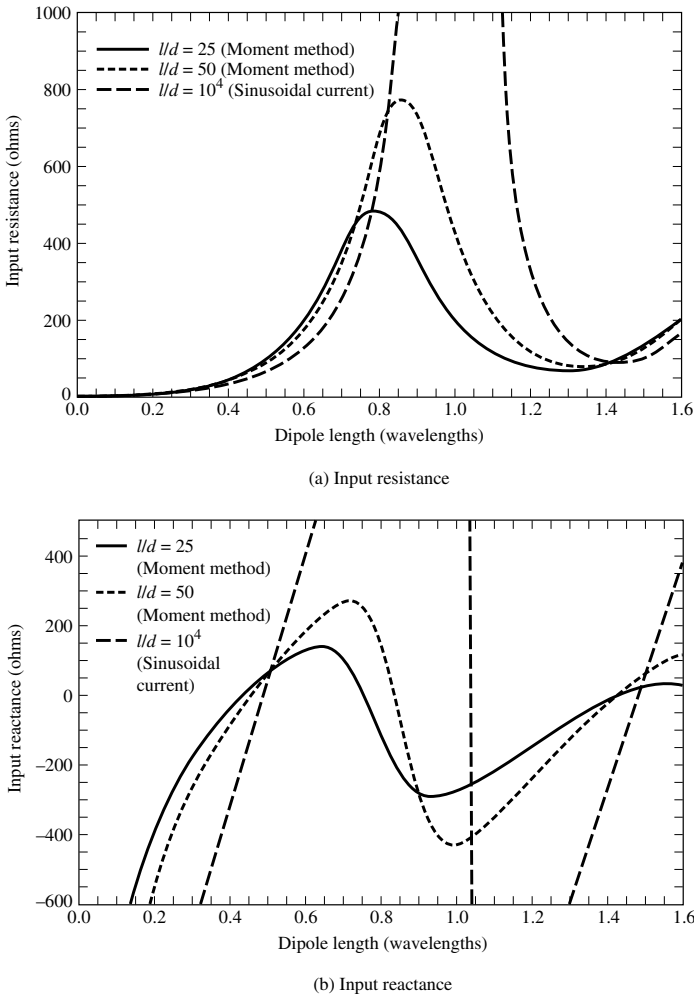 1000
800
600
400
200
0
Input resistance (ohms)
l/d = 25 (Moment method)
l/d = 50 (Moment method)
l/d = 10⁴ (Sinusoidal current)
0.0 0.2 0.4 0.6 0.8 1.0 1.2 1.4 1.6
Dipole length (wavelengths)
(a) Input resistance
400
200
0
–200
–400
–600
Input reactance (ohms)
l/d = 25
(Moment method)
l/d = 50
(Moment method)
l/d = 10⁴
(Sinusoidal
current)
0.0 0.2 0.4 0.6 0.8 1.0 1.2 1.4 1.6
Dipole length (wavelengths)
(b) Input reactance